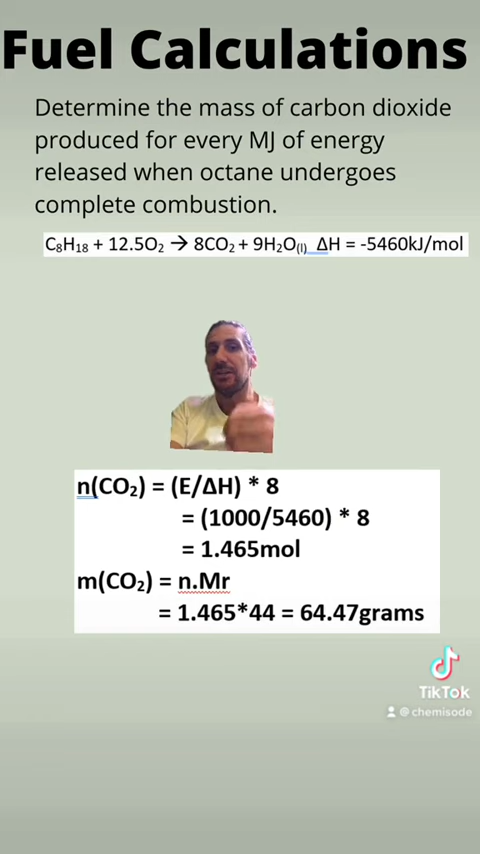 Fuel Calculations
Determine the mass of carbon dioxide
produced for every MJ of energy
released when octane undergoes
complete combustion.
C₈H₁₈ + 12.5O₂ → 8CO₂ + 9H₂O₍ₗ₎ ΔH = -5460kJ/mol
n(CO₂) = (E/ΔH) * 8
= (1000/5460) * 8
= 1.465mol
m(CO₂) = n.Mr
= 1.465*44 = 64.47grams
TikTok
@chemisode